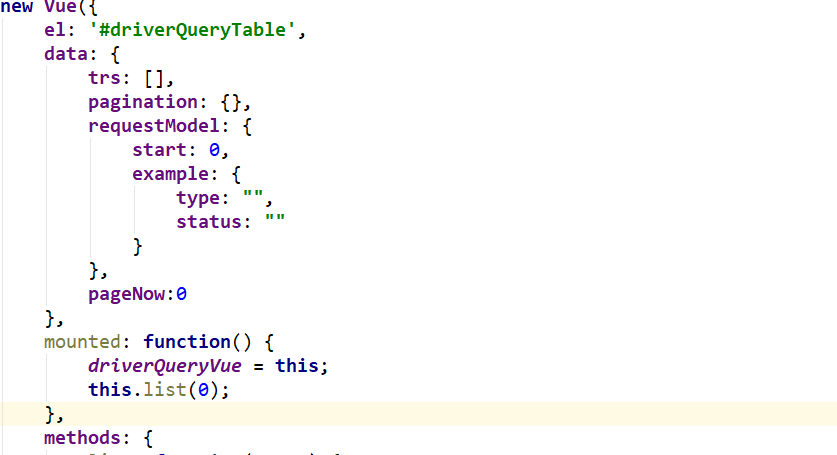 new Vue({
    el: '#driverQueryTable',
    data: {
        trs: [],
        pagination: {},
        requestModel: {
            start: 0,
            example: {
                type: "",
                status: ""
            }
        },
        pageNow:0
    },
    mounted: function() {
        driverQueryVue = this;
        this.list(0);
    },
    methods: {